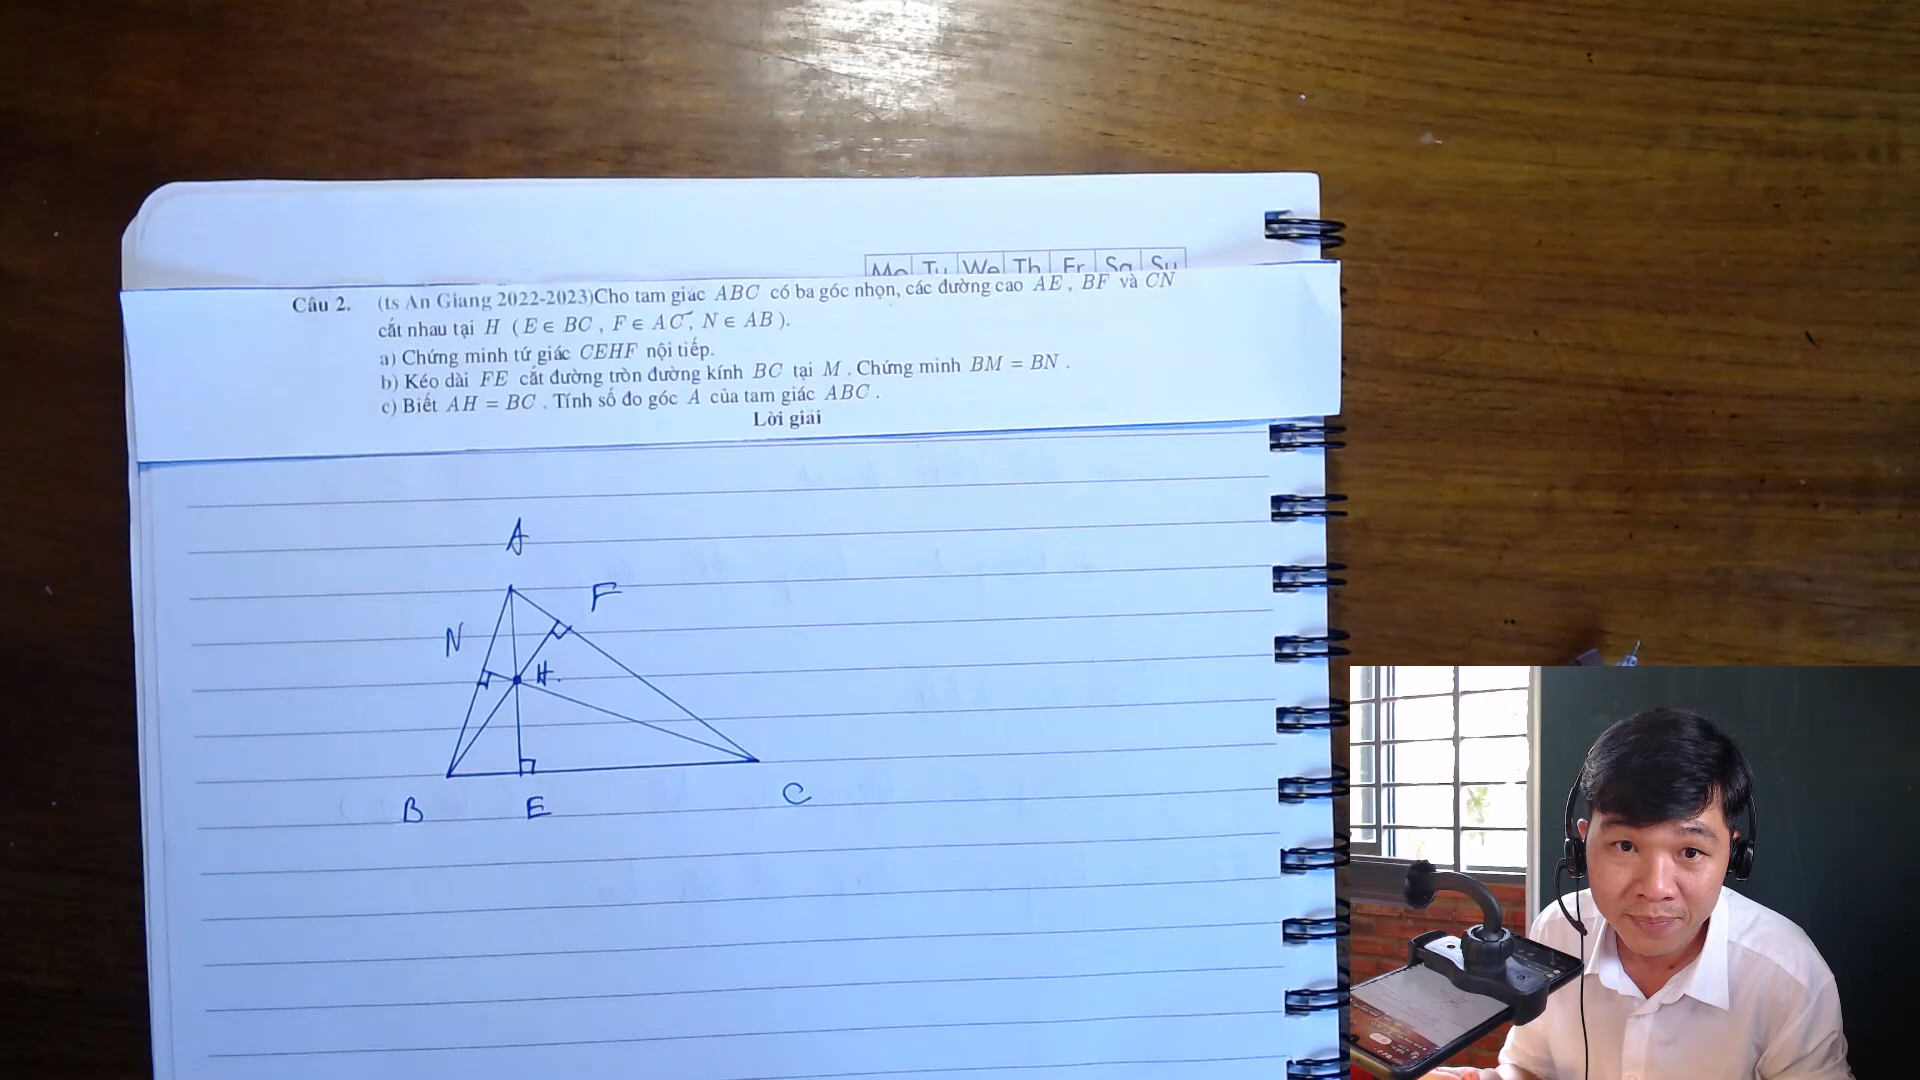 Mo Tu We Th Fr Sa Su
Câu 2. (ts An Giang 2022-2023)Cho tam giác ABC có ba góc nhọn, các đường cao AE , BF và CN
cắt nhau tại H ( E ∈ BC , F ∈ AC , N ∈ AB ).
a) Chứng minh tứ giác CEHF nội tiếp.
b) Kéo dài FE cắt đường tròn đường kính BC tại M . Chứng minh BM = BN .
c) Biết AH = BC . Tính số đo góc A của tam giác ABC .
Lời giải
A
F
N
H
B E C